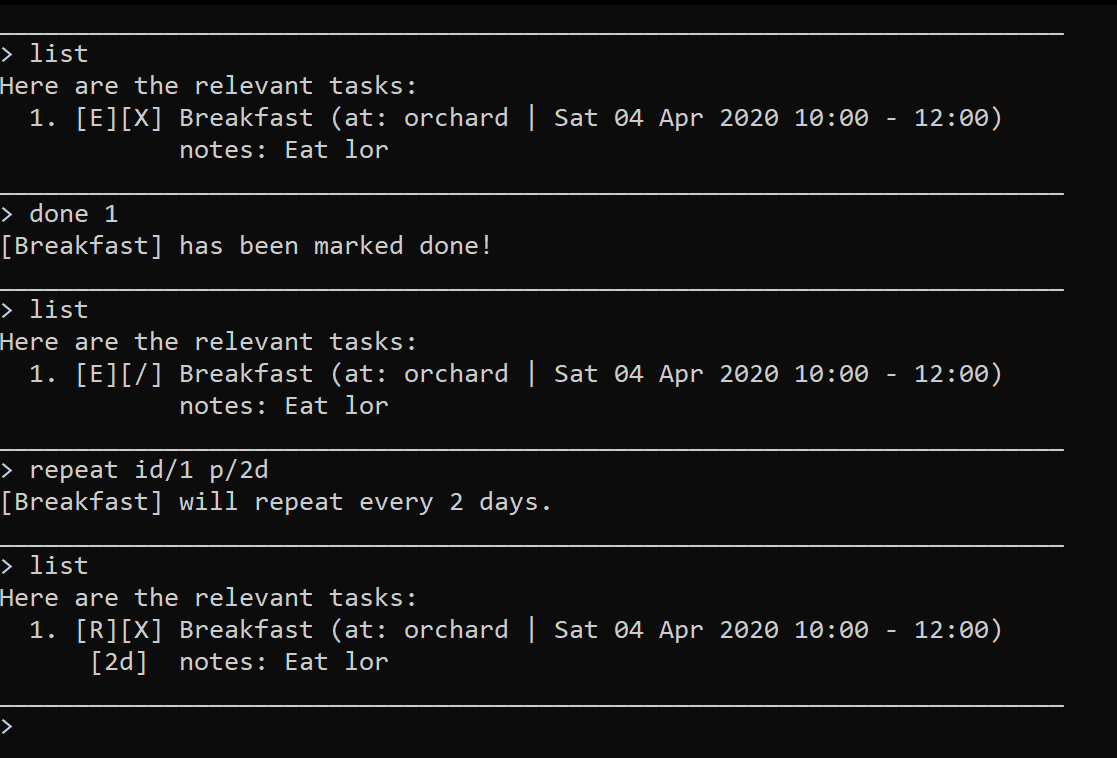 > list
Here are the relevant tasks:
1. [E][X] Breakfast (at: orchard | Sat 04 Apr 2020 10:00 - 12:00)
notes: Eat lor
> done 1
[Breakfast] has been marked done!
> list
Here are the relevant tasks:
1. [E][/] Breakfast (at: orchard | Sat 04 Apr 2020 10:00 - 12:00)
notes: Eat lor
> repeat id/1 p/2d
[Breakfast] will repeat every 2 days.
> list
Here are the relevant tasks:
1. [R][X] Breakfast (at: orchard | Sat 04 Apr 2020 10:00 - 12:00)
[2d] notes: Eat lor
>